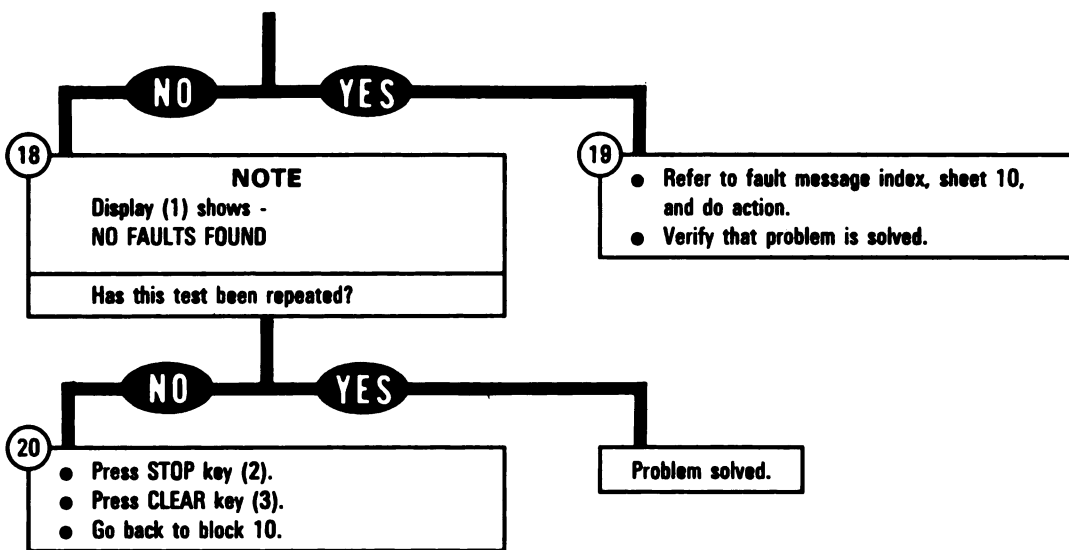 NO
YES
18
NOTE
Display (1) shows -
NO FAULTS FOUND
Has this test been repeated?
19
● Refer to fault message index, sheet 10,
and do action.
● Verify that problem is solved.
NO
YES
20
● Press STOP key (2).
● Press CLEAR key (3).
● Go back to block 10.
Problem solved.